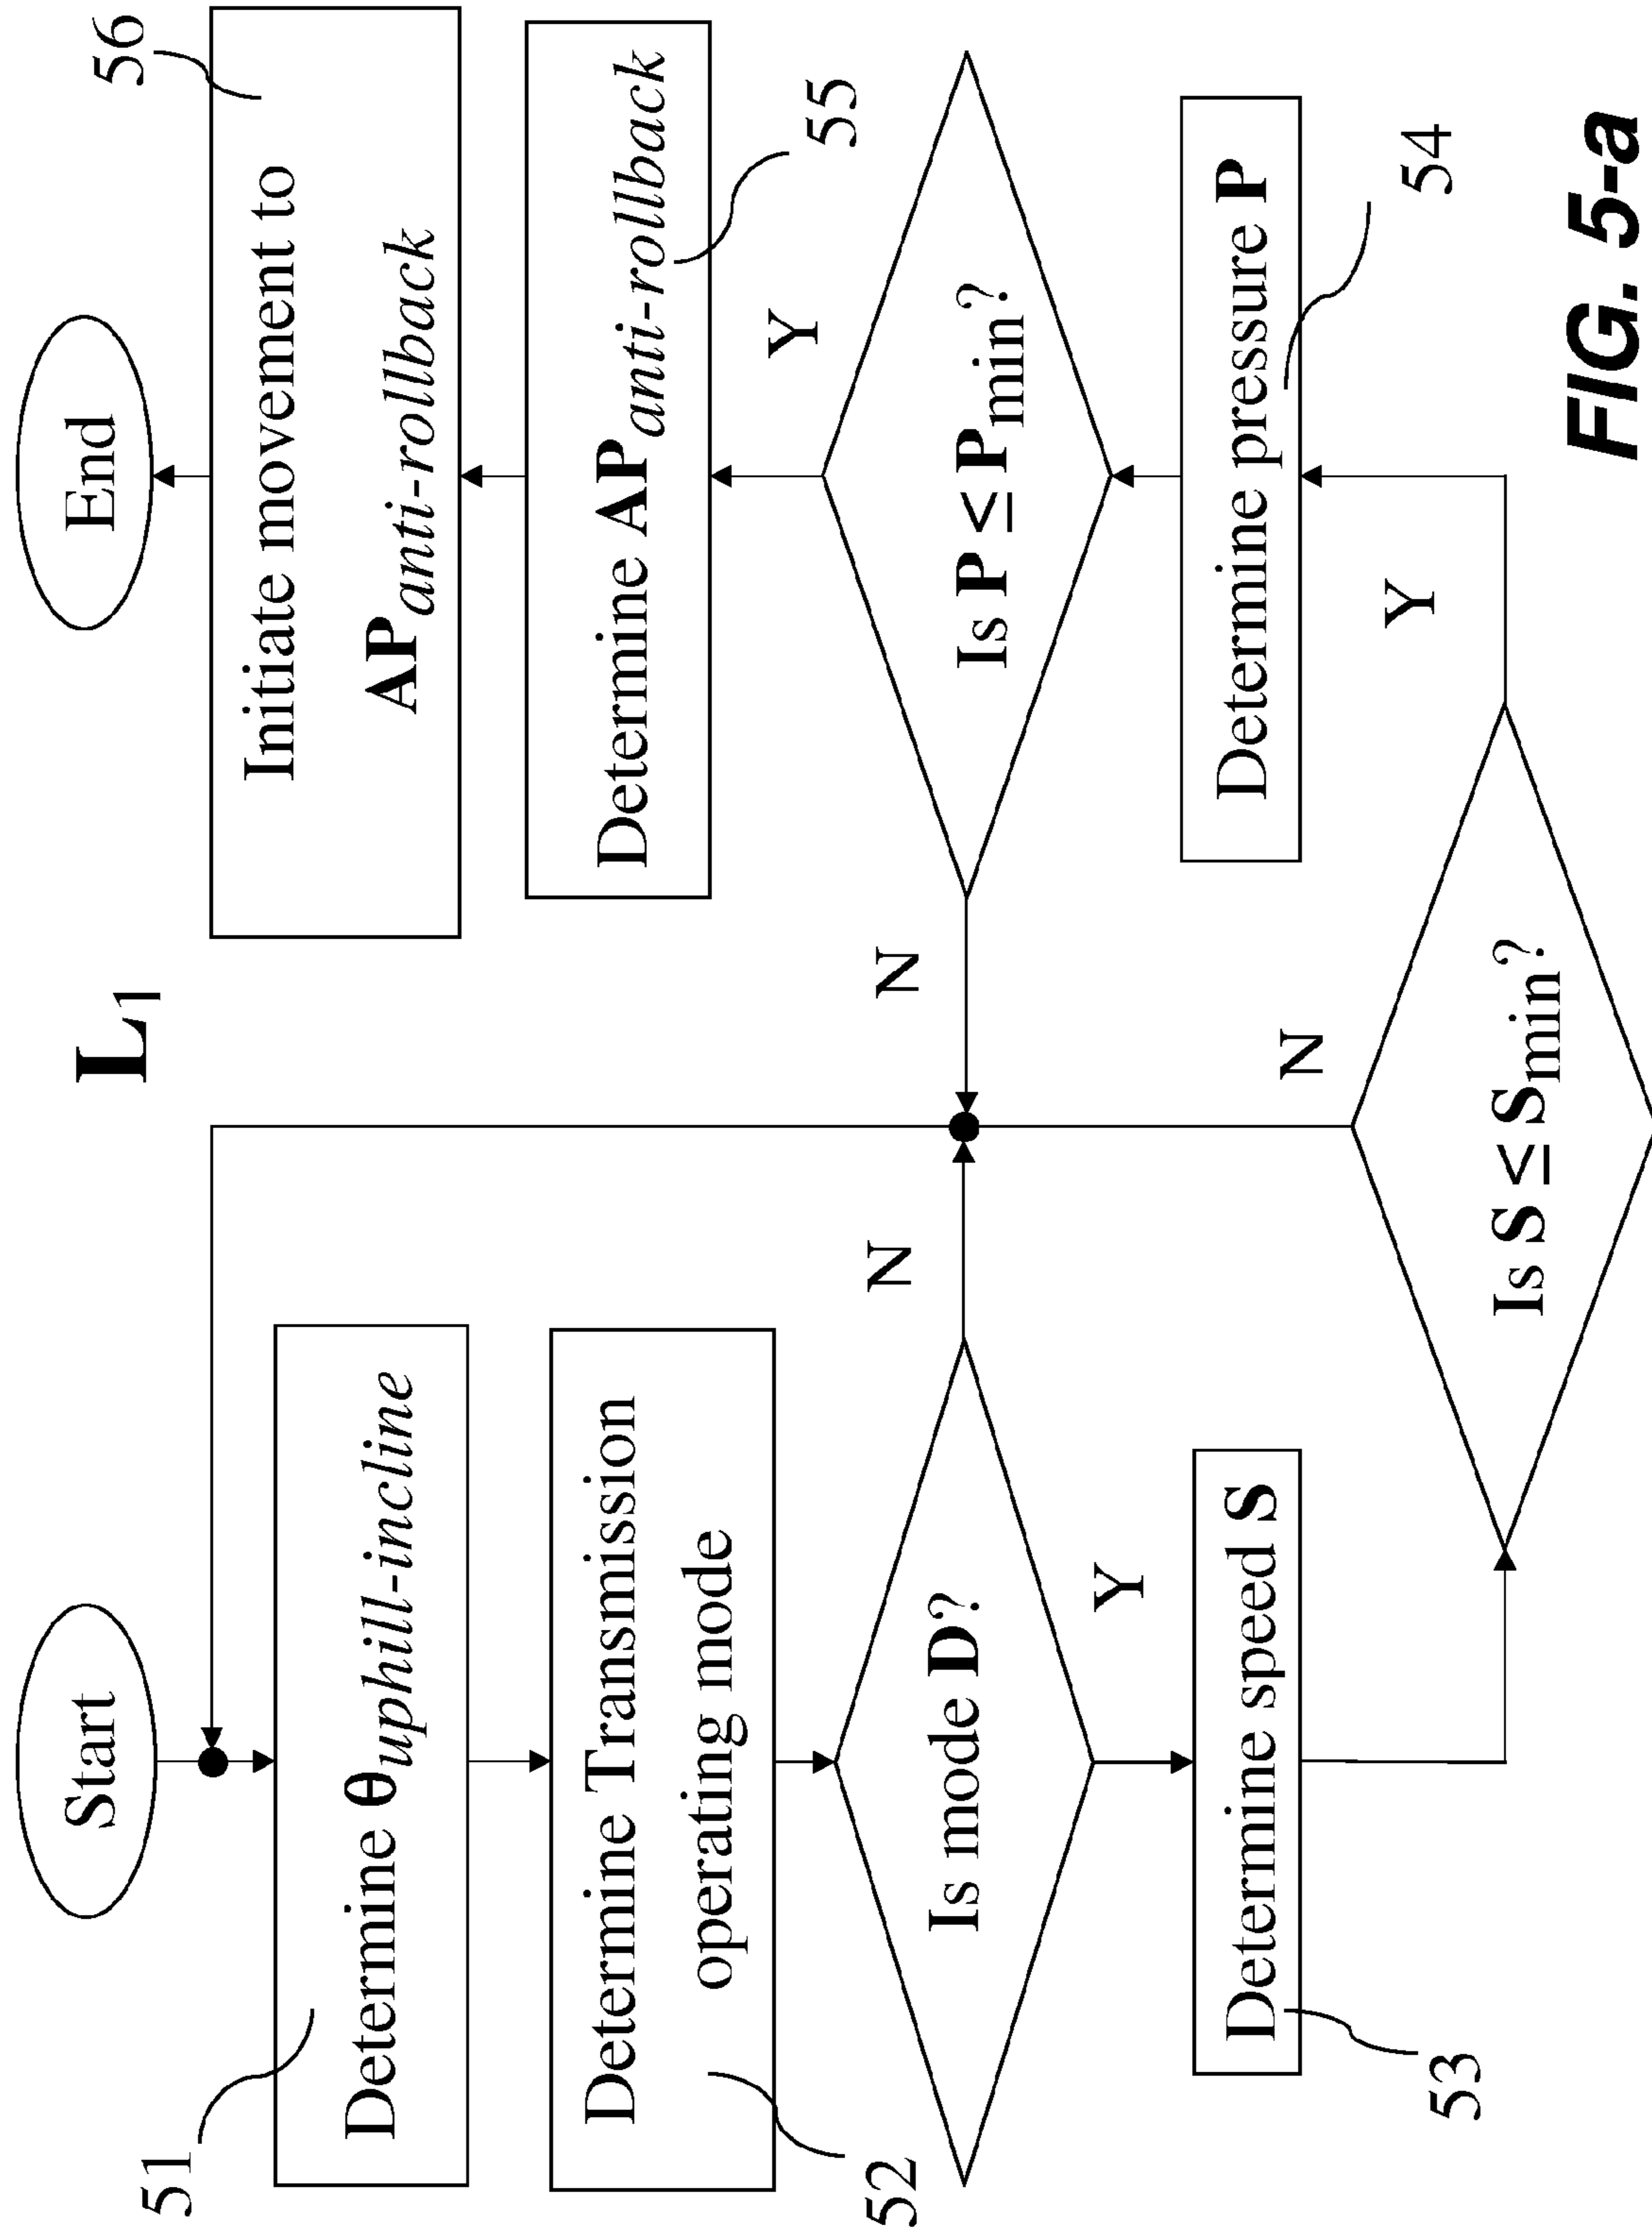 L1
Start
51
Determine θuphill-incline
Determine Transmission
operating mode
52
Is mode D?
N
Y
Determine speed S
53
Is S ≤ Smin?
N
Y
Determine pressure P
54
Is P ≤ Pmin?
N
Y
Determine APanti-rollback
55
Initiate movement to
APanti-rollback
56
End
FIG. 5-a